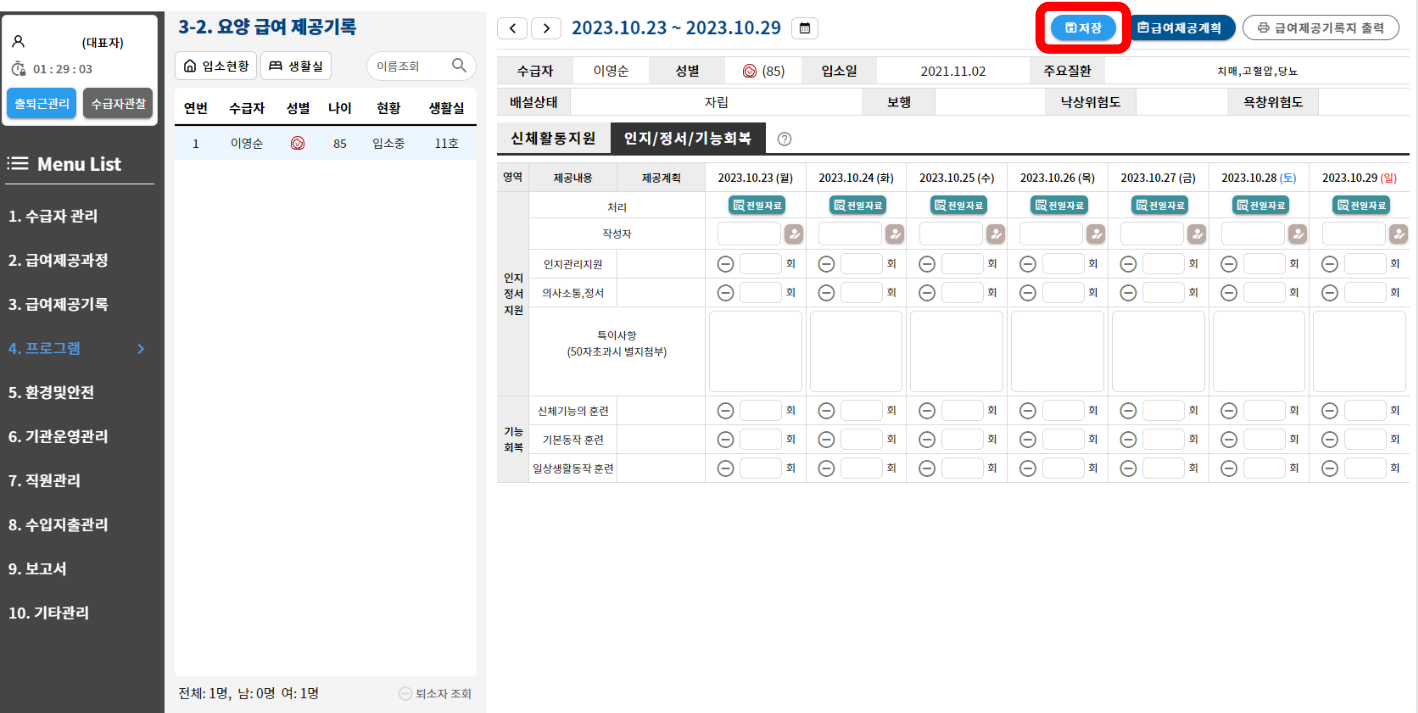 (대표자)
01:29:03
출퇴근관리 수급자관찰
Menu List
1. 수급자 관리
2. 급여제공과정
3. 급여제공기록
4. 프로그램
5. 환경및안전
6. 기관운영관리
7. 직원관리
8. 수입지출관리
9. 보고서
10. 기타관리
3-2. 요양 급여 제공기록
입소현황 생활실 이름조회
연번 수급자 성별 나이 현황 생활실
1 이영순 85 입소중 11호
전체: 1명, 남: 0명 여: 1명 퇴소자 조회
2023.10.23 ~ 2023.10.29 저장 급여제공계획 급여제공기록지 출력
수급자 이영순 성별 (85) 입소일 2021.11.02 주요질환 치매,고혈압,당뇨
배설상태 자립 보행 낙상위험도 욕창위험도
신체활동지원 인지/정서/기능회복
영역 제공내용 제공계획 2023.10.23 (월) 2023.10.24 (화) 2023.10.25 (수) 2023.10.26 (목) 2023.10.27 (금) 2023.10.28 (토) 2023.10.29 (일)
인지
정서
지원
처리 전일자료 전일자료 전일자료 전일자료 전일자료 전일자료 전일자료
작성자
인지관리지원 회 회 회 회 회 회 회
의사소통,정서 회 회 회 회 회 회 회
특이사항
(50자초과시 별지첨부)
기능
회복
신체기능의 훈련 회 회 회 회 회 회 회
기본동작 훈련 회 회 회 회 회 회 회
일상생활동작 훈련 회 회 회 회 회 회 회